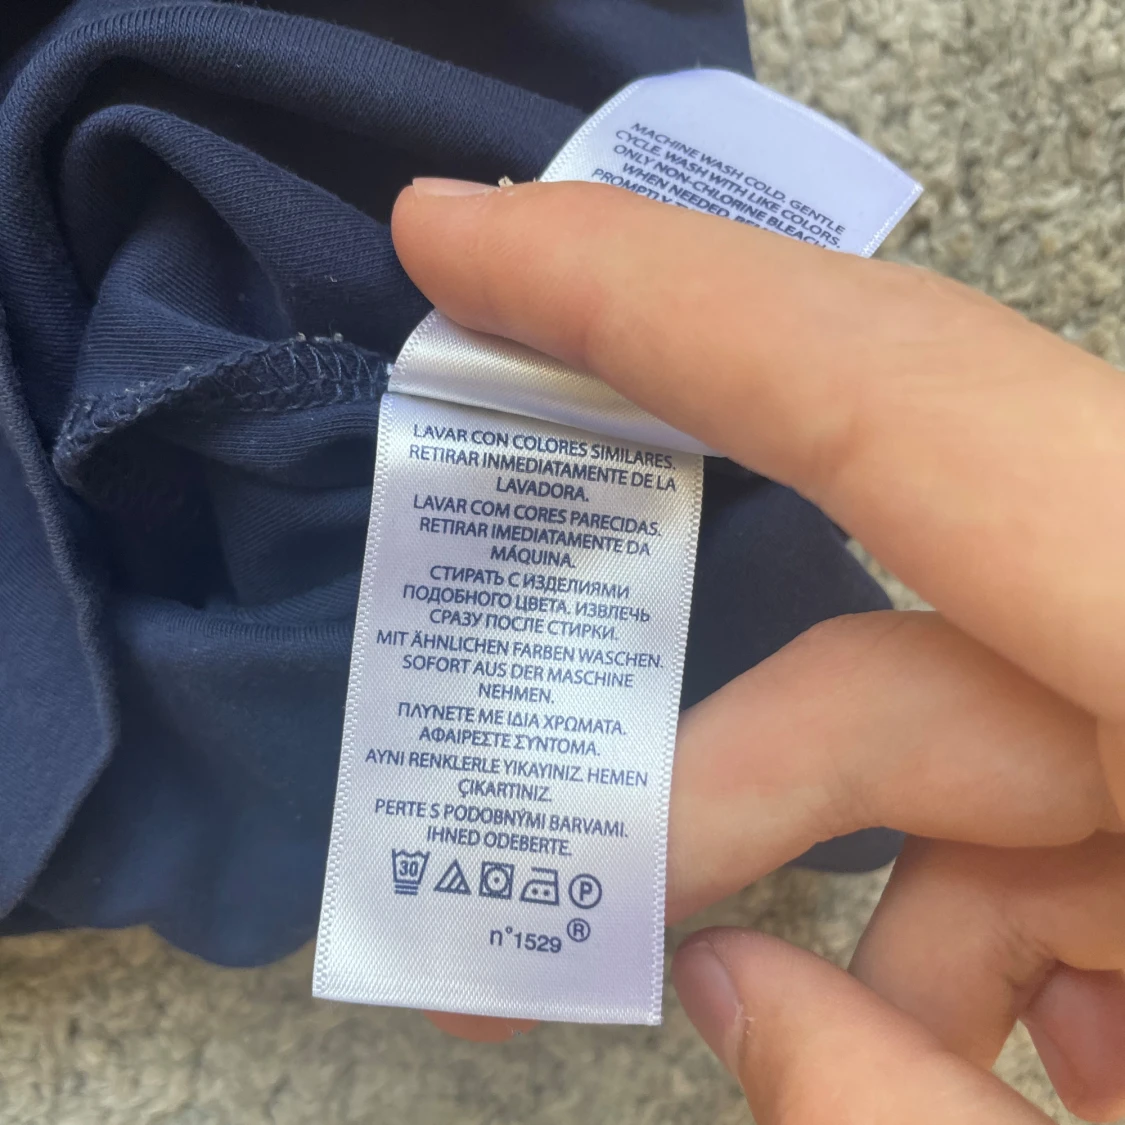 MACHINE WASH COLD. GENTLE
CYCLE. WASH WITH LIKE COLORS.
ONLY NON-CHLORINE BLEACH
WHEN NEEDED.
PROMPTLY
LAVAR CON COLORES SIMILARES.
RETIRAR INMEDIATAMENTE DE LA
LAVADORA.
LAVAR COM CORES PARECIDAS.
RETIRAR IMEDIATAMENTE DA
MÁQUINA.
СТИРАТЬ С ИЗДЕЛИЯМИ
ПОДОБНОГО ЦВЕТА. ИЗВЛЕЧЬ
СРАЗУ ПОСЛЕ СТИРКИ.
MIT ÄHNLICHEN FARBEN WASCHEN.
SOFORT AUS DER MASCHINE
NEHMEN.
ΠΛΥΝΕΤΕ ΜΕ ΙΔΙΑ ΧΡΩΜΑΤΑ.
ΑΦΑΙΡΕΣΤΕ ΣΥΝΤΟΜΑ.
AYNI RENKLERLE YIKAYINIZ. HEMEN
ÇIKARTINIZ.
PERTE S PODOBNÝMI BARVAMI.
IHNED ODEBERTE.
30 P
n°1529 ®